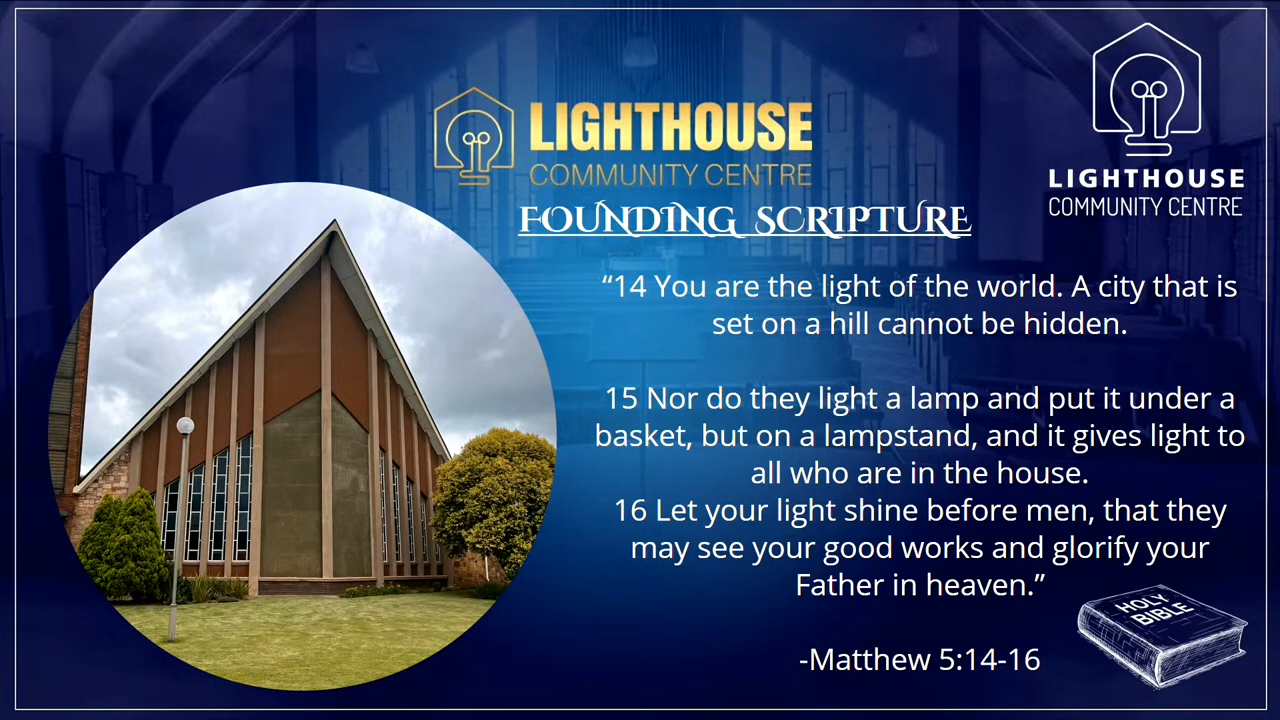 LIGHTHOUSE
COMMUNITY CENTRE
LIGHTHOUSE
COMMUNITY CENTRE
FOUNDING SCRIPTURE
“14 You are the light of the world. A city that is
set on a hill cannot be hidden.
15 Nor do they light a lamp and put it under a
basket, but on a lampstand, and it gives light to
all who are in the house.
16 Let your light shine before men, that they
may see your good works and glorify your
Father in heaven.”
HOLY
BIBLE
-Matthew 5:14-16